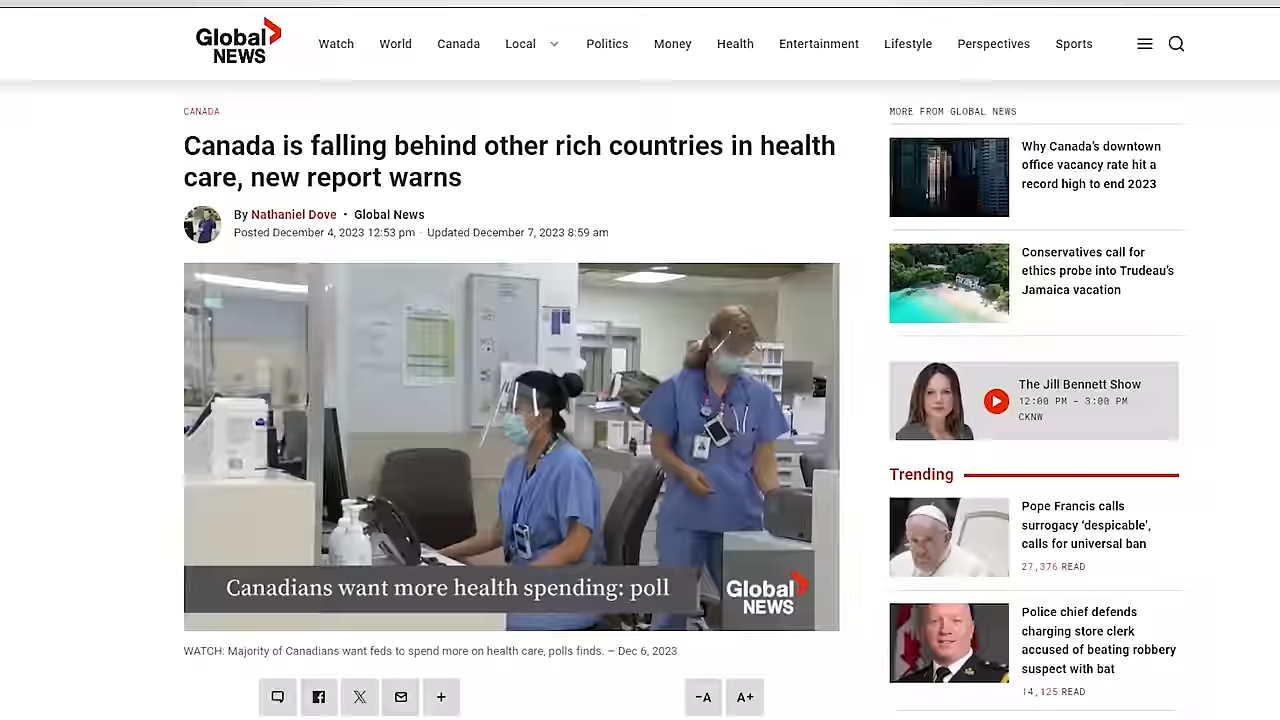 Global
NEWS
Watch World Canada Local Politics Money Health Entertainment Lifestyle Perspectives Sports
CANADA
Canada is falling behind other rich countries in health
care, new report warns
By Nathaniel Dove • Global News
Posted December 4, 2023 12:53 pm · Updated December 7, 2023 8:59 am
Canadians want more health spending: poll
Global
NEWS
WATCH: Majority of Canadians want feds to spend more on health care, polls finds. – Dec 6, 2023
-A A+
MORE FROM GLOBAL NEWS
Why Canada's downtown
office vacancy rate hit a
record high to end 2023
Conservatives call for
ethics probe into Trudeau's
Jamaica vacation
The Jill Bennett Show
12:00 PM - 3:00 PM
CKNW
Trending
Pope Francis calls
surrogacy ‘despicable’,
calls for universal ban
27,376 READ
Police chief defends
charging store clerk
accused of beating robbery
suspect with bat
14,125 READ